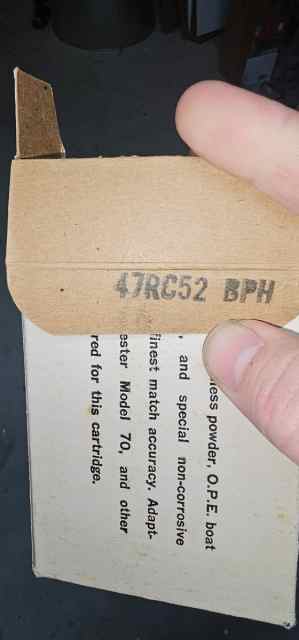 47RC52 BPH
less powder, O.P.E. boat
, and special non-corrosive
finest match accuracy. Adapt-
ester Model 70, and other
red for this cartridge.